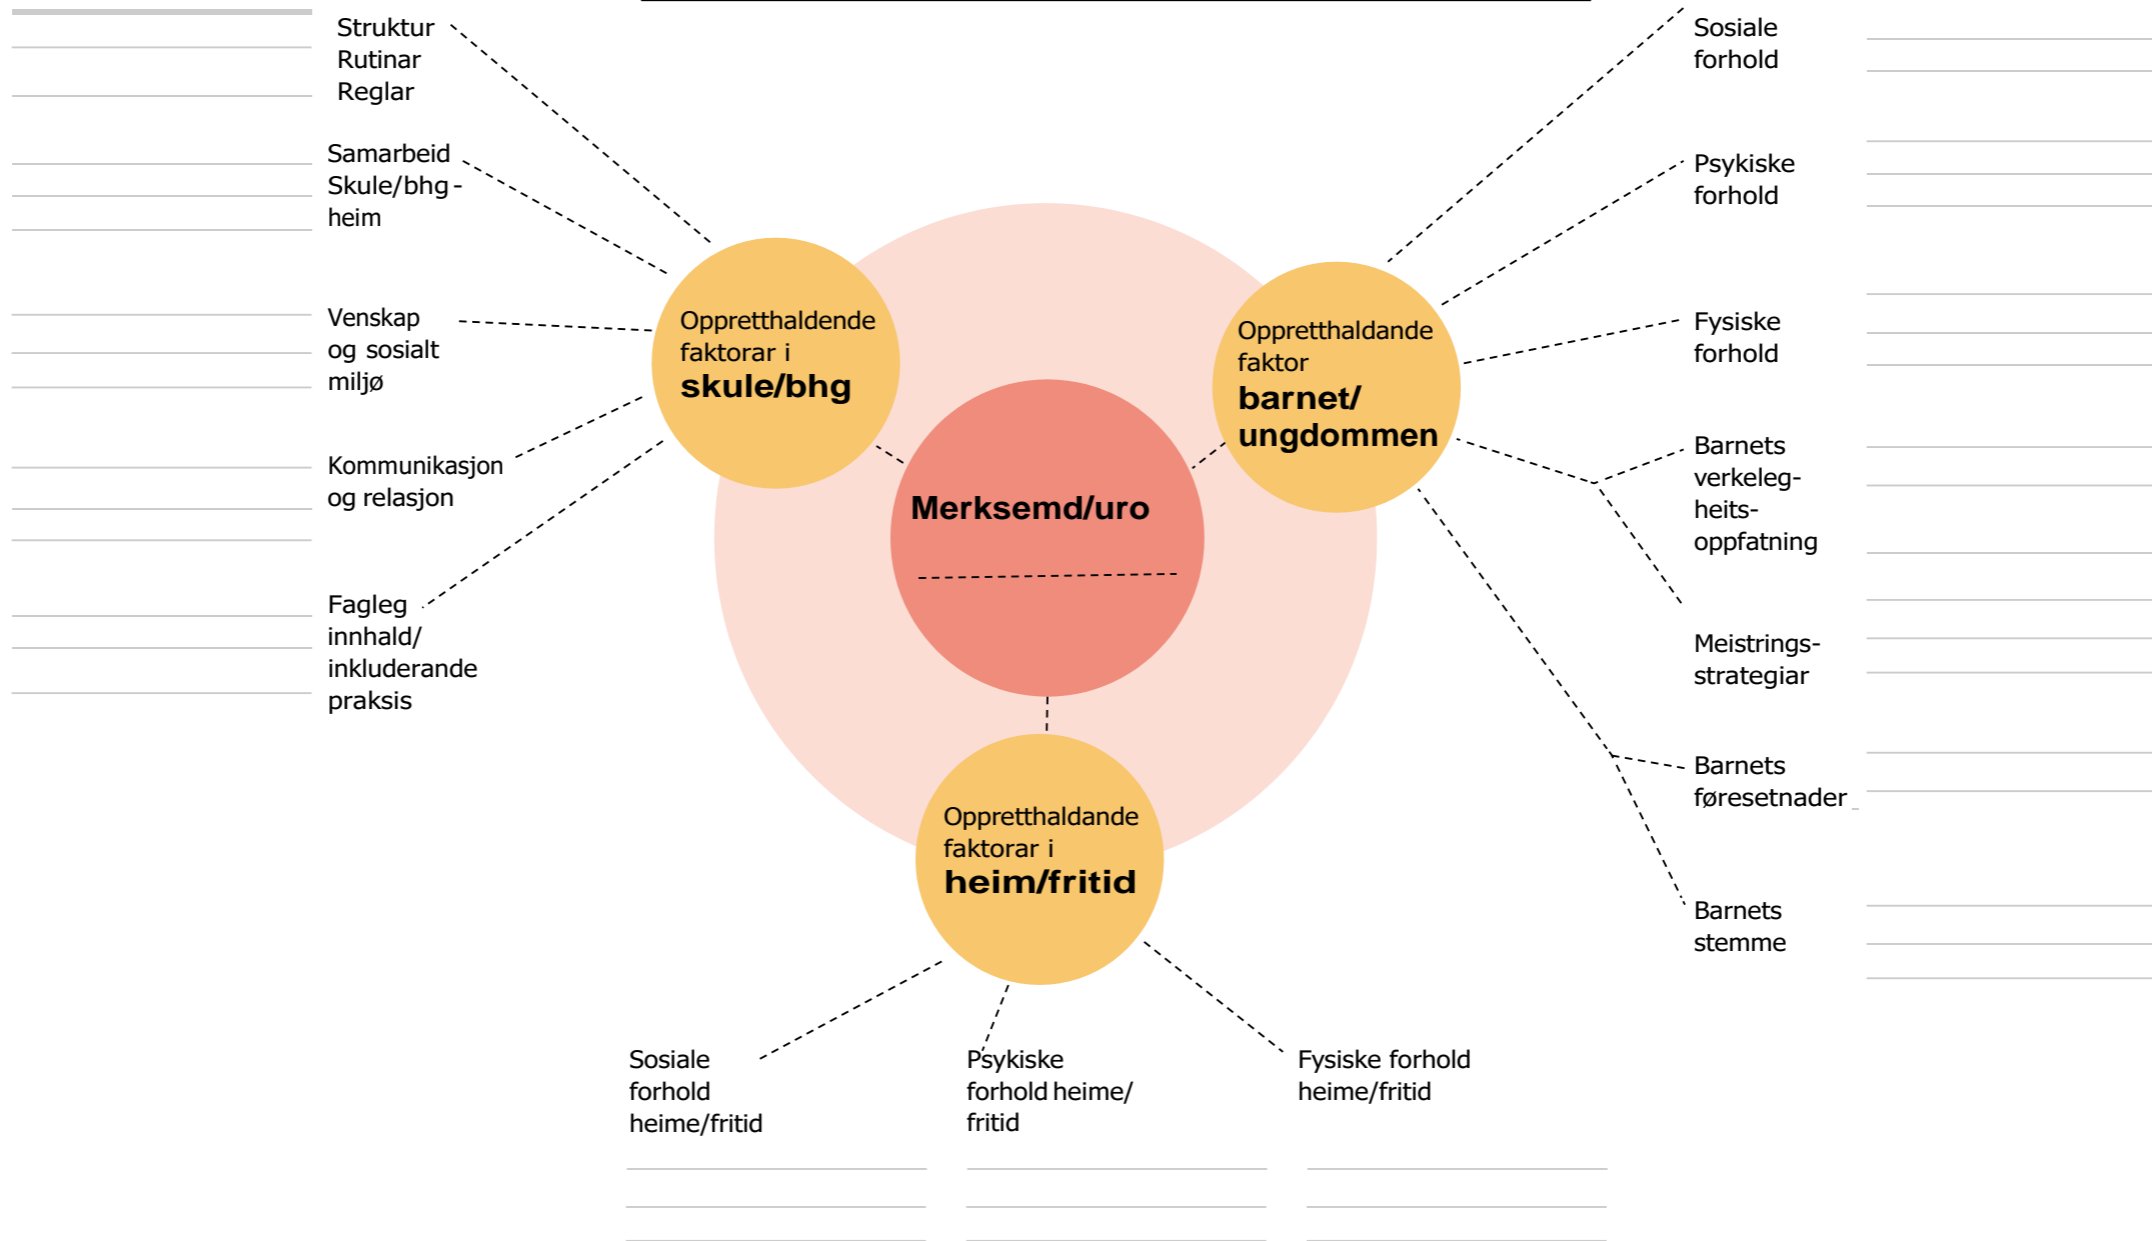 Struktur
Rutinar
Reglar
Samarbeid
Skule/bhg -
heim
Venskap
og sosialt
miljø
Kommunikasjon
og relasjon
Fagleg
innhald/
inkluderande
praksis
Oppretthaldende
faktorar i
skule/bhg
Merksemd/uro
Oppretthaldande
faktor
barnet/
ungdommen
Sosiale
forhold
Psykiske
forhold
Fysiske
forhold
Barnets
verkeleg-
heits-
oppfatning
Meistrings-
strategiar
Barnets
føresetnader
Barnets
stemme
Oppretthaldande
faktorar i
heim/fritid
Sosiale
forhold
heime/fritid
Psykiske
forhold heime/
fritid
Fysiske forhold
heime/fritid